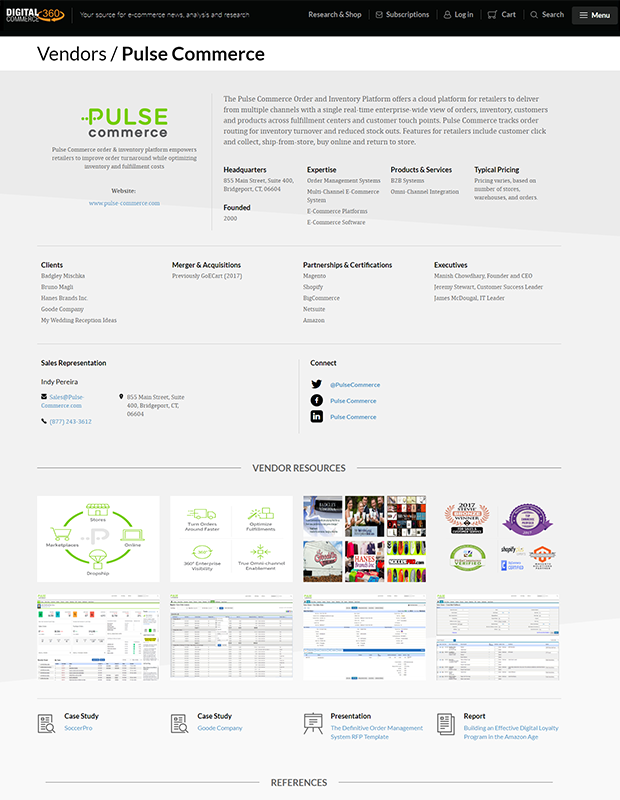 DIGITAL COMMERCE 360
Your source for e-commerce news, analysis and research
Research & Shop
Subscriptions
Log in
Cart
Search
Menu
Vendors / Pulse Commerce
PULSE
commerce
Pulse Commerce order & inventory platform empowers
retailers to improve order turnaround while optimizing
inventory and fulfillment costs
Website:
www.pulse-commerce.com
The Pulse Commerce Order and Inventory Platform offers a cloud platform for retailers to deliver
from multiple channels with a single real-time enterprise-wide view of orders, inventory, customers
and products across fulfillment centers and customer touch points. Pulse Commerce tracks order
routing for inventory turnover and reduced stock outs. Features for retailers include customer click
and collect, ship-from-store, buy online and return to store.
Headquarters
855 Main Street, Suite 400,
Bridgeport, CT, 06604
Founded
2000
Expertise
Order Management Systems
Multi-Channel E-Commerce
System
E-Commerce Platforms
E-Commerce Software
Products & Services
B2B Systems
Omni-Channel Integration
Typical Pricing
Pricing varies, based on
number of stores,
warehouses, and orders.
Clients
Badgley Mischka
Bruno Magli
Hanes Brands Inc.
Goode Company
My Wedding Reception Ideas
Merger & Acquisitions
Previously GoECart (2017)
Partnerships & Certifications
Magento
Shopify
BigCommerce
Netsuite
Amazon
Executives
Manish Chowdhary, Founder and CEO
Jeremy Stewart, Customer Success Leader
James McDougal, IT Leader
Sales Representation
Indy Pereira
Sales@Pulse-
Commerce.com
(877) 243-3612
855 Main Street, Suite
400, Bridgeport, CT,
06604
Connect
@PulseCommerce
Pulse Commerce
Pulse Commerce
VENDOR RESOURCES
Stores
Marketplaces
Online
Dropship
Turn Orders
Around Faster
Optimize
Fulfillments
360° Enterprise
Visibility
True Omni-channel
Enablement
HANES
Brands Inc
2017
STEVIE
WINNER
shopify
Case Study
SoccerPro
Case Study
Goode Company
Presentation
The Definitive Order Management
System RFP Template
Report
Building an Effective Digital Loyalty
Program in the Amazon Age
REFERENCES